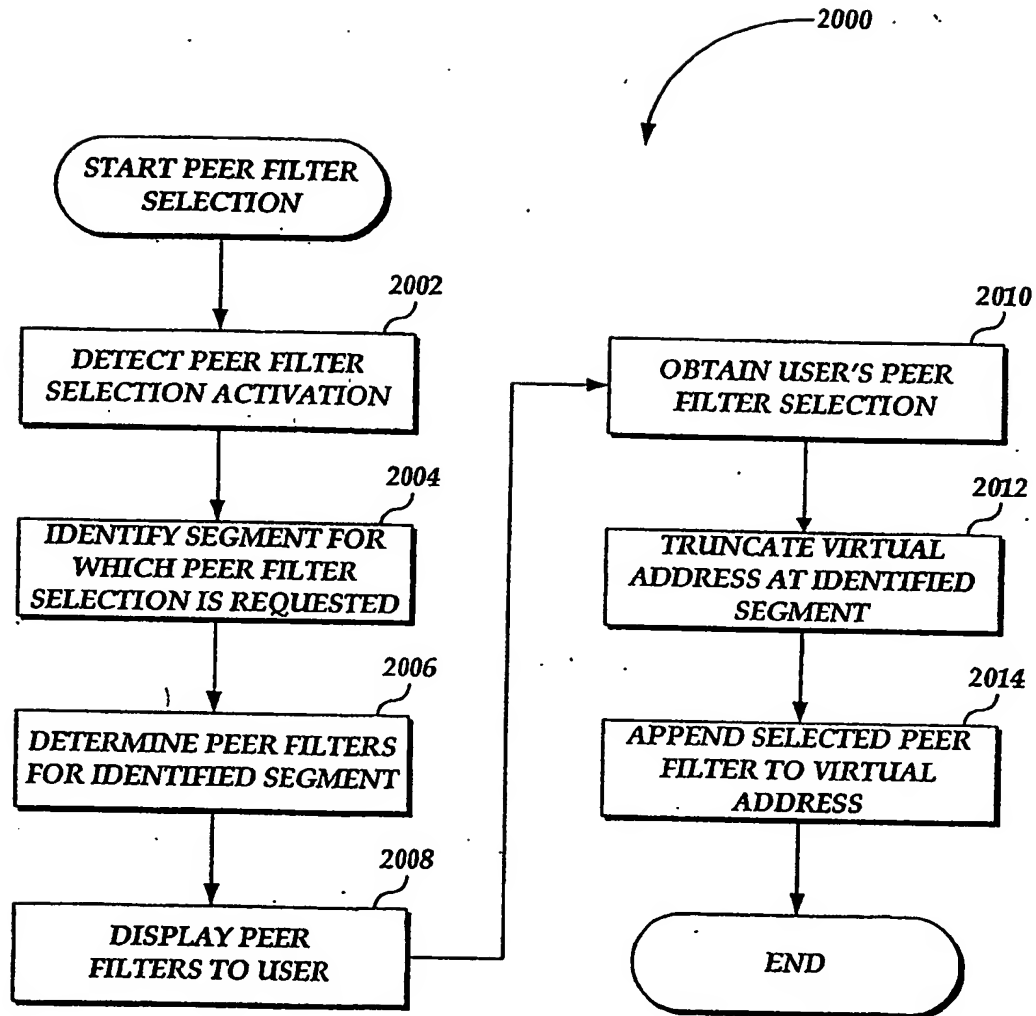 2000
START PEER FILTER
SELECTION
2002
DETECT PEER FILTER
SELECTION ACTIVATION
2004
IDENTIFY SEGMENT FOR
WHICH PEER FILTER
SELECTION IS REQUESTED
2006
DETERMINE PEER FILTERS
FOR IDENTIFIED SEGMENT
2008
DISPLAY PEER
FILTERS TO USER
2010
OBTAIN USER'S PEER
FILTER SELECTION
2012
TRUNCATE VIRTUAL
ADDRESS AT IDENTIFIED
SEGMENT
2014
APPEND SELECTED PEER
FILTER TO VIRTUAL
ADDRESS
END